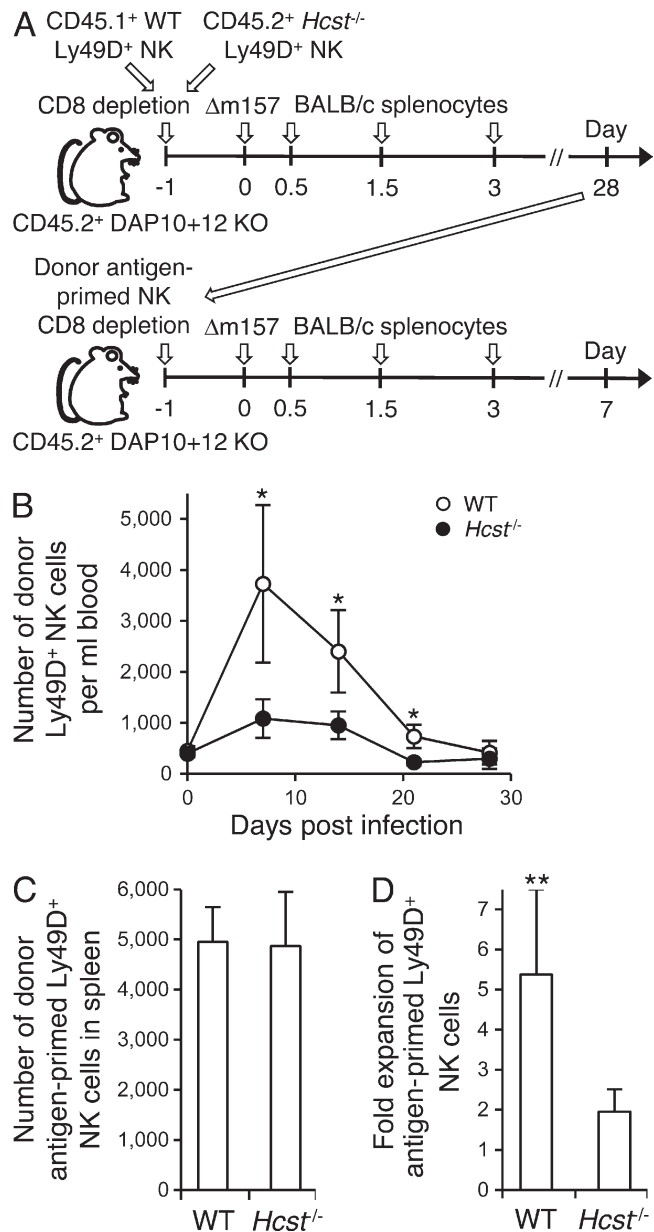 A
CD45.1⁺ WT CD45.2⁺ Hcst⁻/⁻
Ly49D⁺ NK Ly49D⁺ NK
CD8 depletion Δm157 BALB/c splenocytes
Day
-1 0 0.5 1.5 3 // 28
CD45.2⁺ DAP10+12 KO
Donor antigen-
primed NK
CD8 depletion Δm157 BALB/c splenocytes
Day
-1 0 0.5 1.5 3 // 7
CD45.2⁺ DAP10+12 KO
B
Number of donor
Ly49D⁺ NK cells
per ml blood
5,000
4,000
3,000
2,000
1,000
0
* * *
WT
Hcst⁻/⁻
0 10 20 30
Days post infection
C
Number of donor
antigen-primed Ly49D⁺
NK cells in spleen
6,000
5,000
4,000
3,000
2,000
1,000
0
WT Hcst⁻/⁻
D
Fold expansion of
antigen-primed Ly49D⁺
NK cells
**
7
6
5
4
3
2
1
0
WT Hcst⁻/⁻